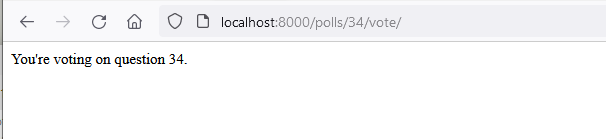 localhost:8000/polls/34/vote/
You're voting on question 34.